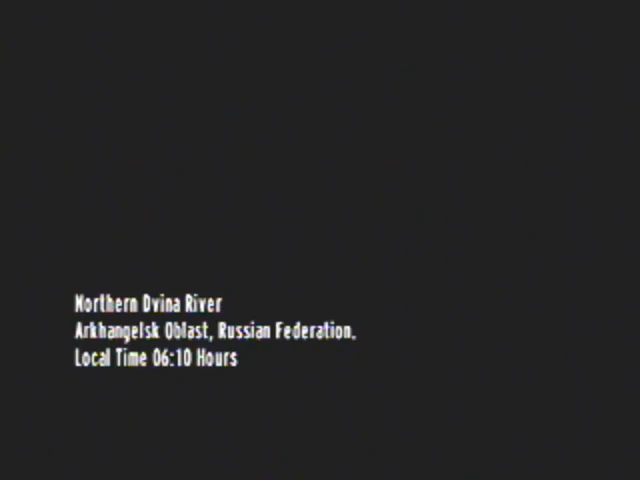 Northern Dvina River
Arkhangelsk Oblast, Russian Federation.
Local Time 06:10 Hours